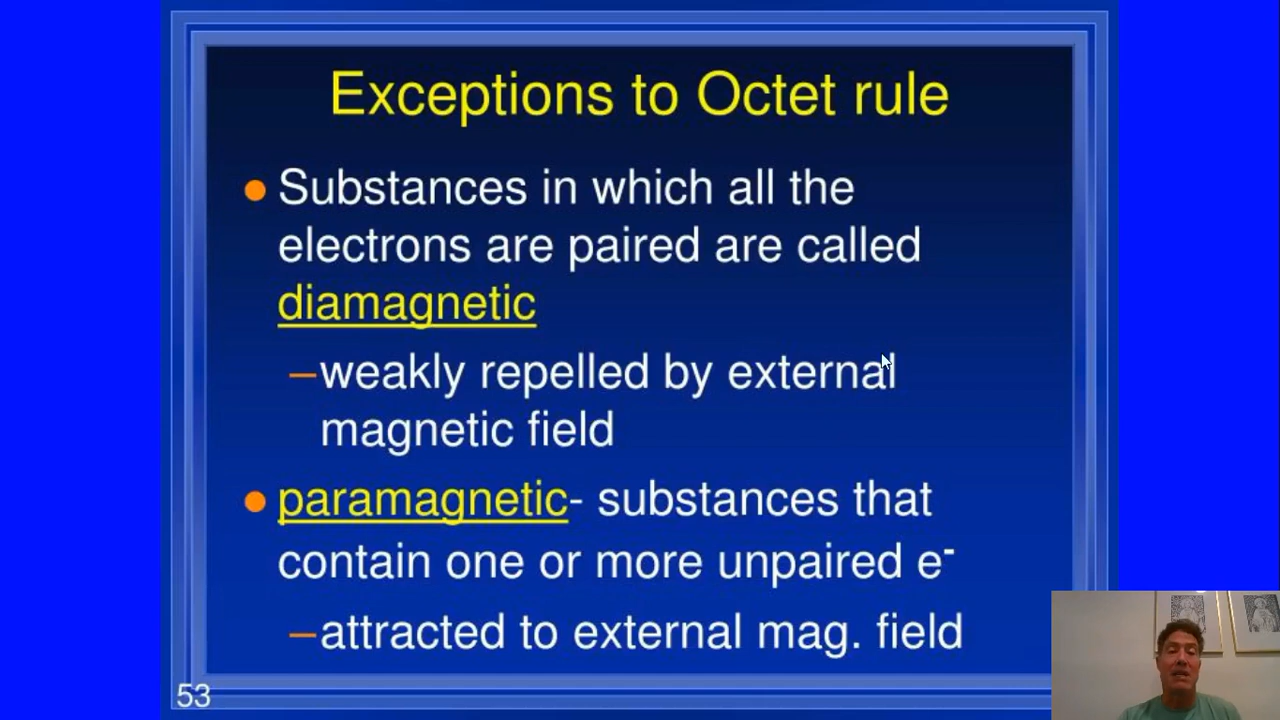 Exceptions to Octet rule
● Substances in which all the
electrons are paired are called
diamagnetic
–weakly repelled by external
magnetic field
● paramagnetic- substances that
contain one or more unpaired e⁻
–attracted to external mag. field
53